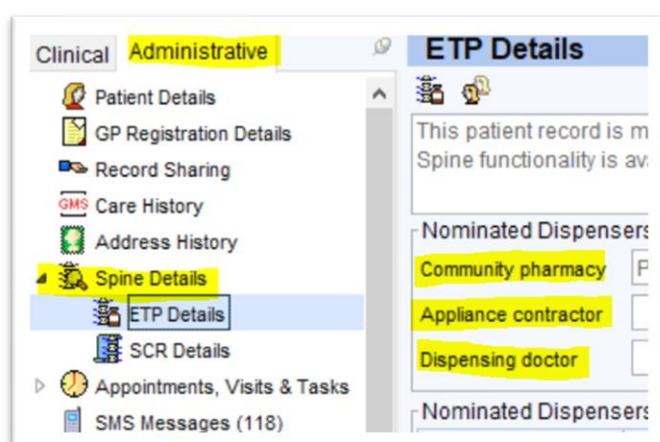 Clinical
Administrative
Patient Details
GP Registration Details
Record Sharing
GMS Care History
Address History
Spine Details
ETP Details
SCR Details
Appointments, Visits & Tasks
SMS Messages (118)
ETP Details
This patient record is m
Spine functionality is av
Nominated Dispensers
Community pharmacy P
Appliance contractor
Dispensing doctor
Nominated Dispensers